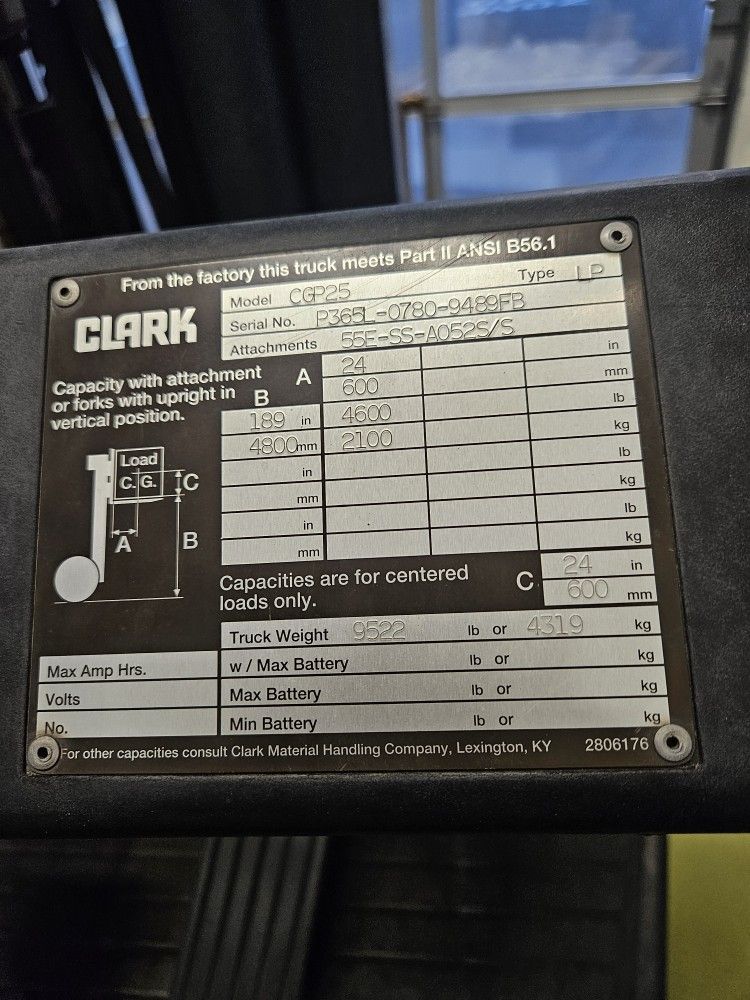 From the factory this truck meets Part II ANSI B56.1
CLARK
Model CGP25 Type LP
Serial No. P365L-0780-9489FB
Attachments 55E-SS-A052S/S
Capacity with attachment
or forks with upright in
vertical position.
A 24 in
600 mm
B
189 in 4600 lb
4800mm 2100 kg
in lb
mm kg
in lb
mm kg
Load
C. G.
C
A
B
Capacities are for centered
loads only.
C 24 in
600 mm
Truck Weight 9522 lb or 4319 kg
Max Amp Hrs. w / Max Battery lb or kg
Volts Max Battery lb or kg
No. Min Battery lb or kg
For other capacities consult Clark Material Handling Company, Lexington, KY 2806176